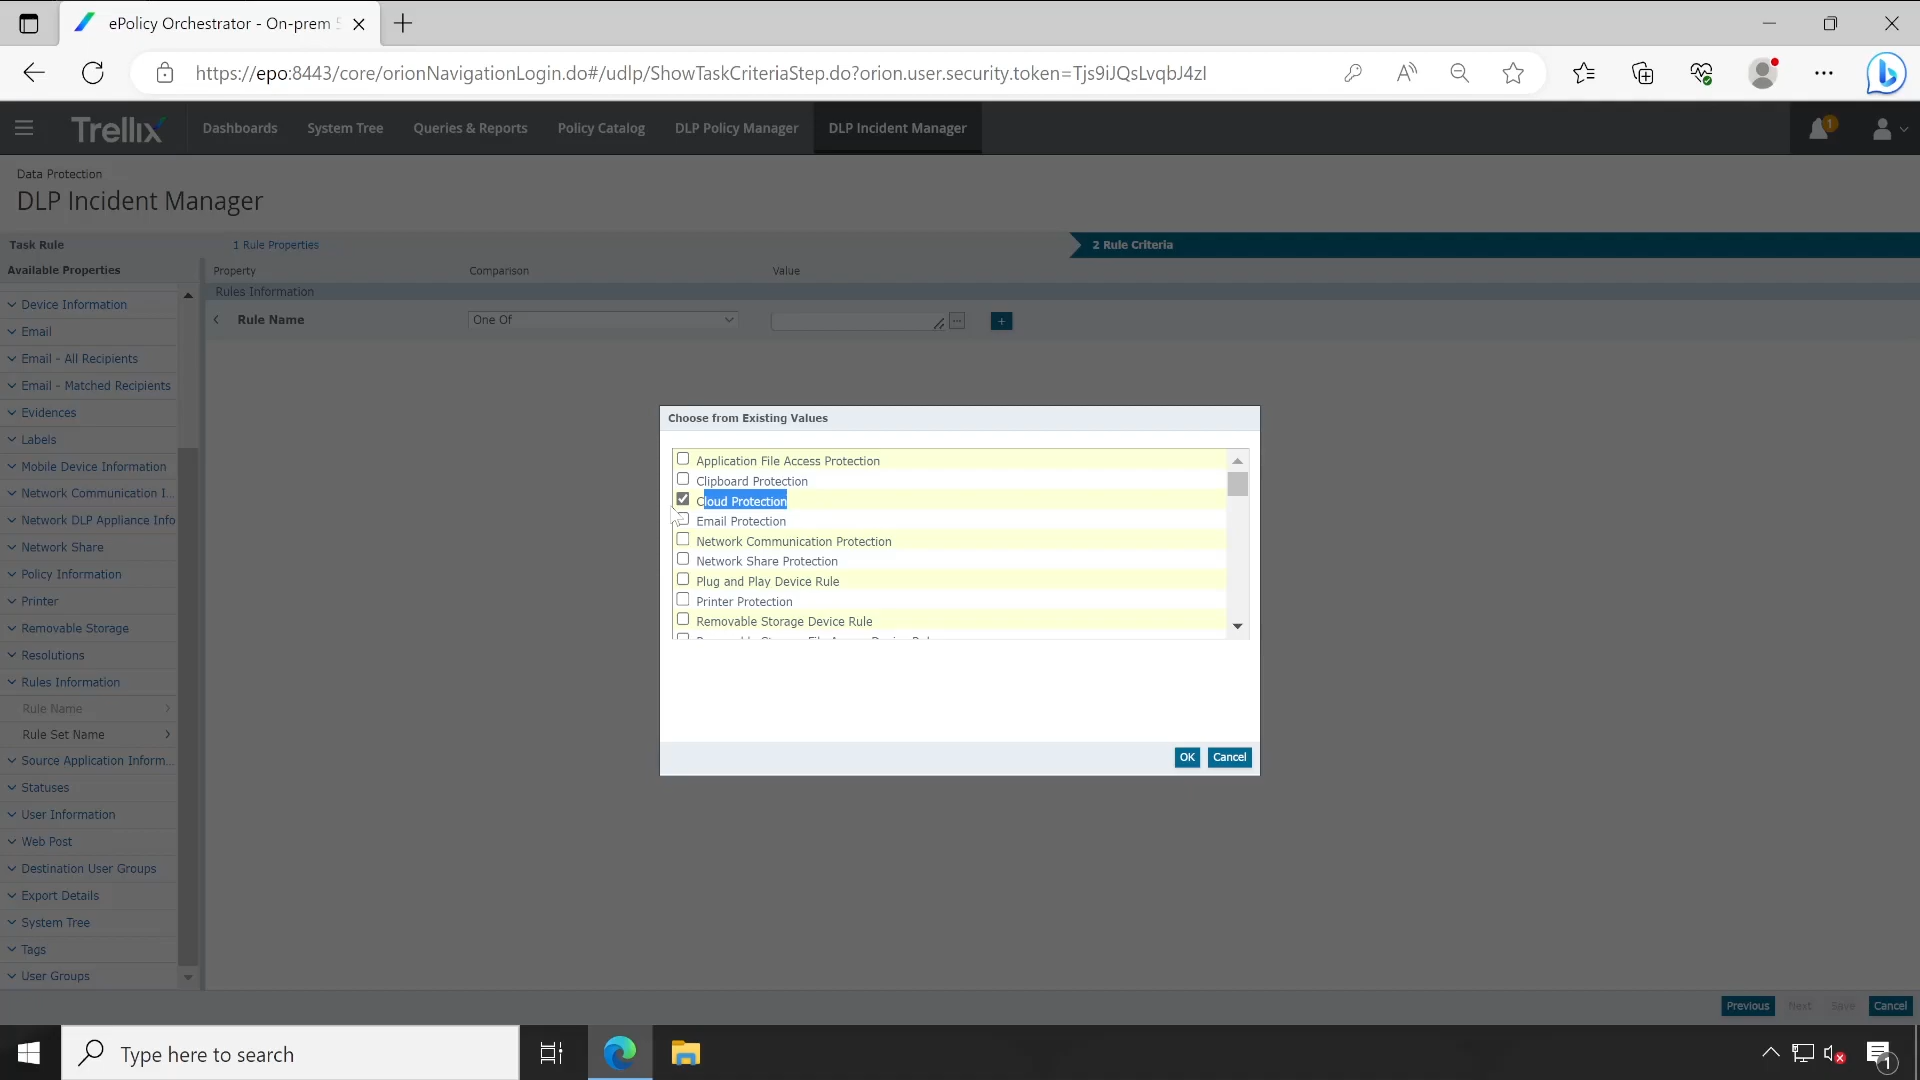 ePolicy Orchestrator - On-prem
https://epo:8443/core/orionNavigationLogin.do#/udlp/ShowTaskCriteriaStep.do?orion.user.security.token=Tjs9iJQsLvqbJ4zI
Trellix
Dashboards
System Tree
Queries & Reports
Policy Catalog
DLP Policy Manager
DLP Incident Manager
1
Data Protection
DLP Incident Manager
Task Rule
1 Rule Properties
2 Rule Criteria
Available Properties
Property
Comparison
Value
Rules Information
Rule Name
One Of
...
+
Device Information
Email
Email - All Recipients
Email - Matched Recipients
Evidences
Labels
Mobile Device Information
Network Communication I...
Network DLP Appliance Info
Network Share
Policy Information
Printer
Removable Storage
Resolutions
Rules Information
Rule Name
Rule Set Name
Source Application Inform...
Statuses
User Information
Web Post
Destination User Groups
Export Details
System Tree
Tags
User Groups
Choose from Existing Values
Application File Access Protection
Clipboard Protection
Cloud Protection
Email Protection
Network Communication Protection
Network Share Protection
Plug and Play Device Rule
Printer Protection
Removable Storage Device Rule
OK
Cancel
Previous
Next
Save
Cancel
Type here to search
1